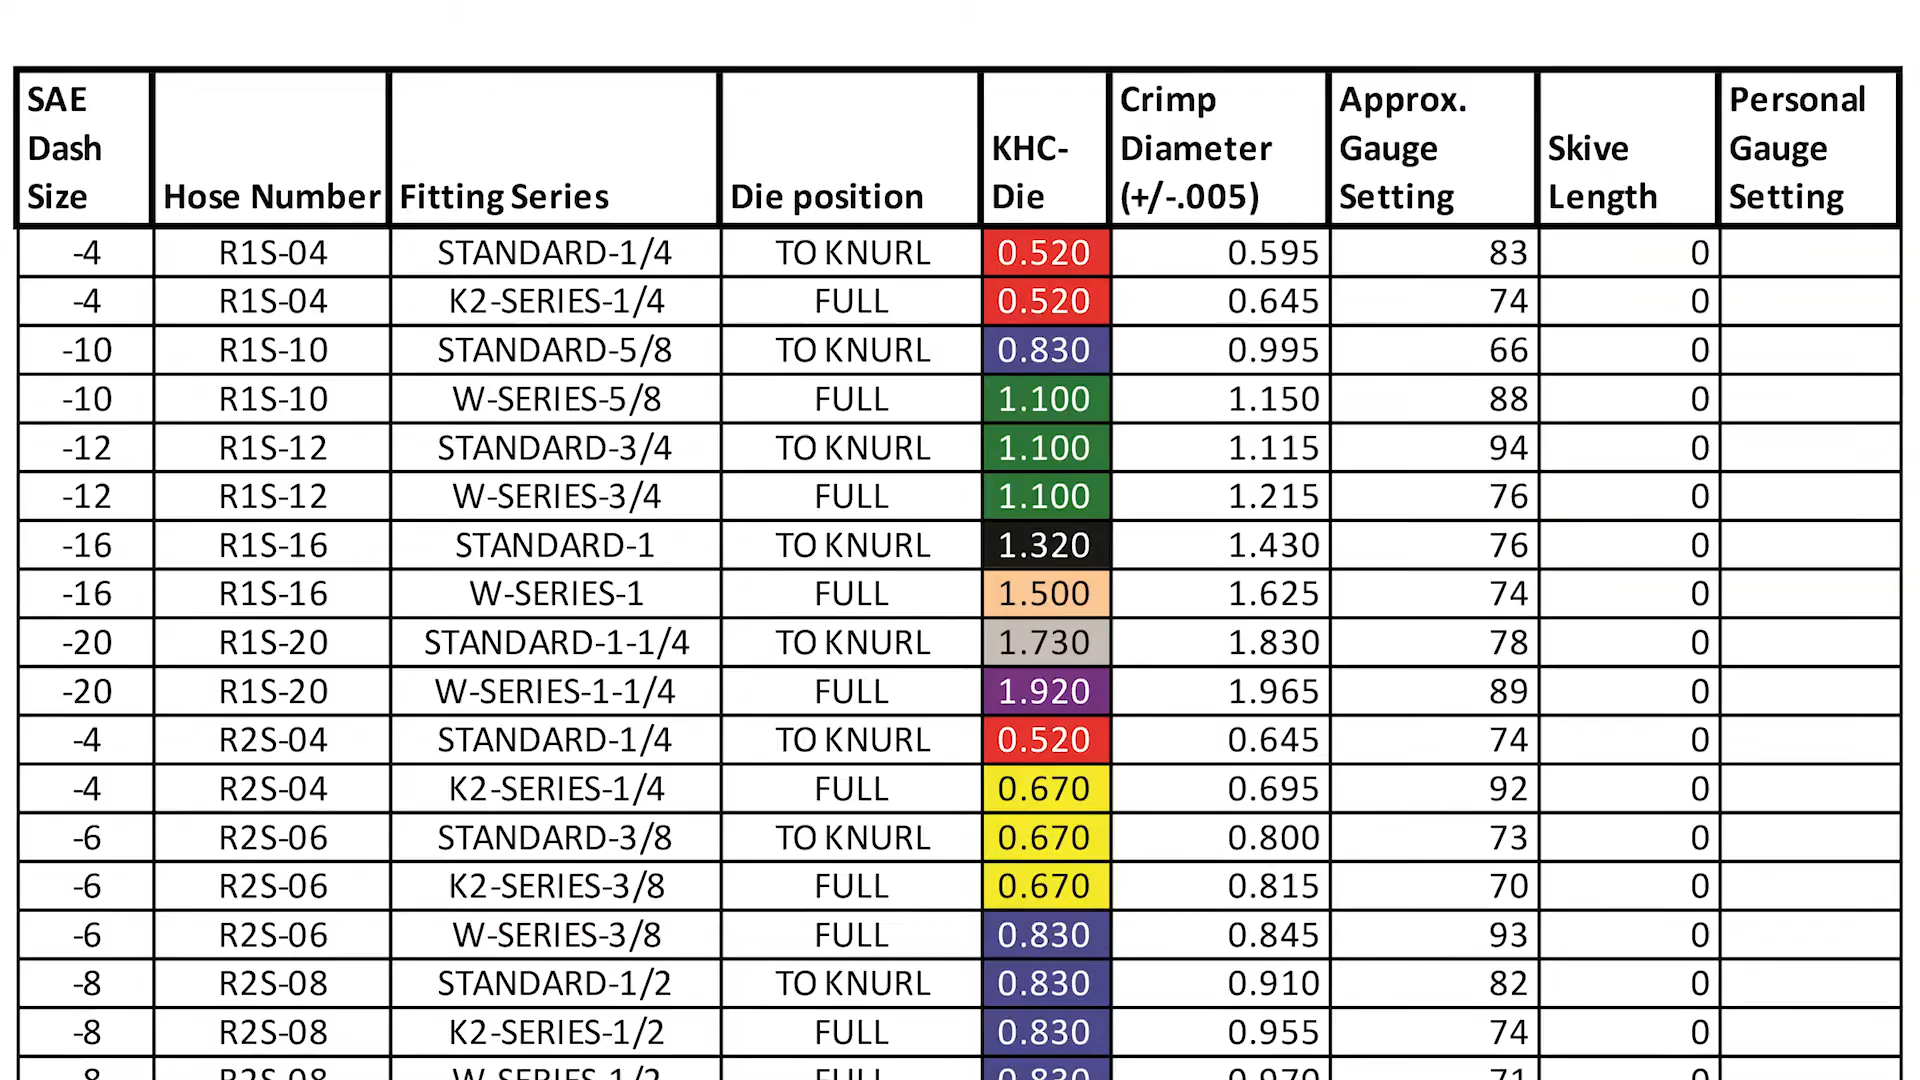 SAE Dash Size | Hose Number | Fitting Series | Die position | KHC-Die | Crimp Diameter (+/-.005) | Approx. Gauge Setting | Skive Length | Personal Gauge Setting
-4 R1S-04 STANDARD-1/4 TO KNURL 0.520 0.595 83 0
-4 R1S-04 K2-SERIES-1/4 FULL 0.520 0.645 74 0
-10 R1S-10 STANDARD-5/8 TO KNURL 0.830 0.995 66 0
-10 R1S-10 W-SERIES-5/8 FULL 1.100 1.150 88 0
-12 R1S-12 STANDARD-3/4 TO KNURL 1.100 1.115 94 0
-12 R1S-12 W-SERIES-3/4 FULL 1.100 1.215 76 0
-16 R1S-16 STANDARD-1 TO KNURL 1.320 1.430 76 0
-16 R1S-16 W-SERIES-1 FULL 1.500 1.625 74 0
-20 R1S-20 STANDARD-1-1/4 TO KNURL 1.730 1.830 78 0
-20 R1S-20 W-SERIES-1-1/4 FULL 1.920 1.965 89 0
-4 R2S-04 STANDARD-1/4 TO KNURL 0.520 0.645 74 0
-4 R2S-04 K2-SERIES-1/4 FULL 0.670 0.695 92 0
-6 R2S-06 STANDARD-3/8 TO KNURL 0.670 0.800 73 0
-6 R2S-06 K2-SERIES-3/8 FULL 0.670 0.815 70 0
-6 R2S-06 W-SERIES-3/8 FULL 0.830 0.845 93 0
-8 R2S-08 STANDARD-1/2 TO KNURL 0.830 0.910 82 0
-8 R2S-08 K2-SERIES-1/2 FULL 0.830 0.955 74 0
-8 R2S-08 W-SERIES-1/2 FULL 0.830 0.970 71 0